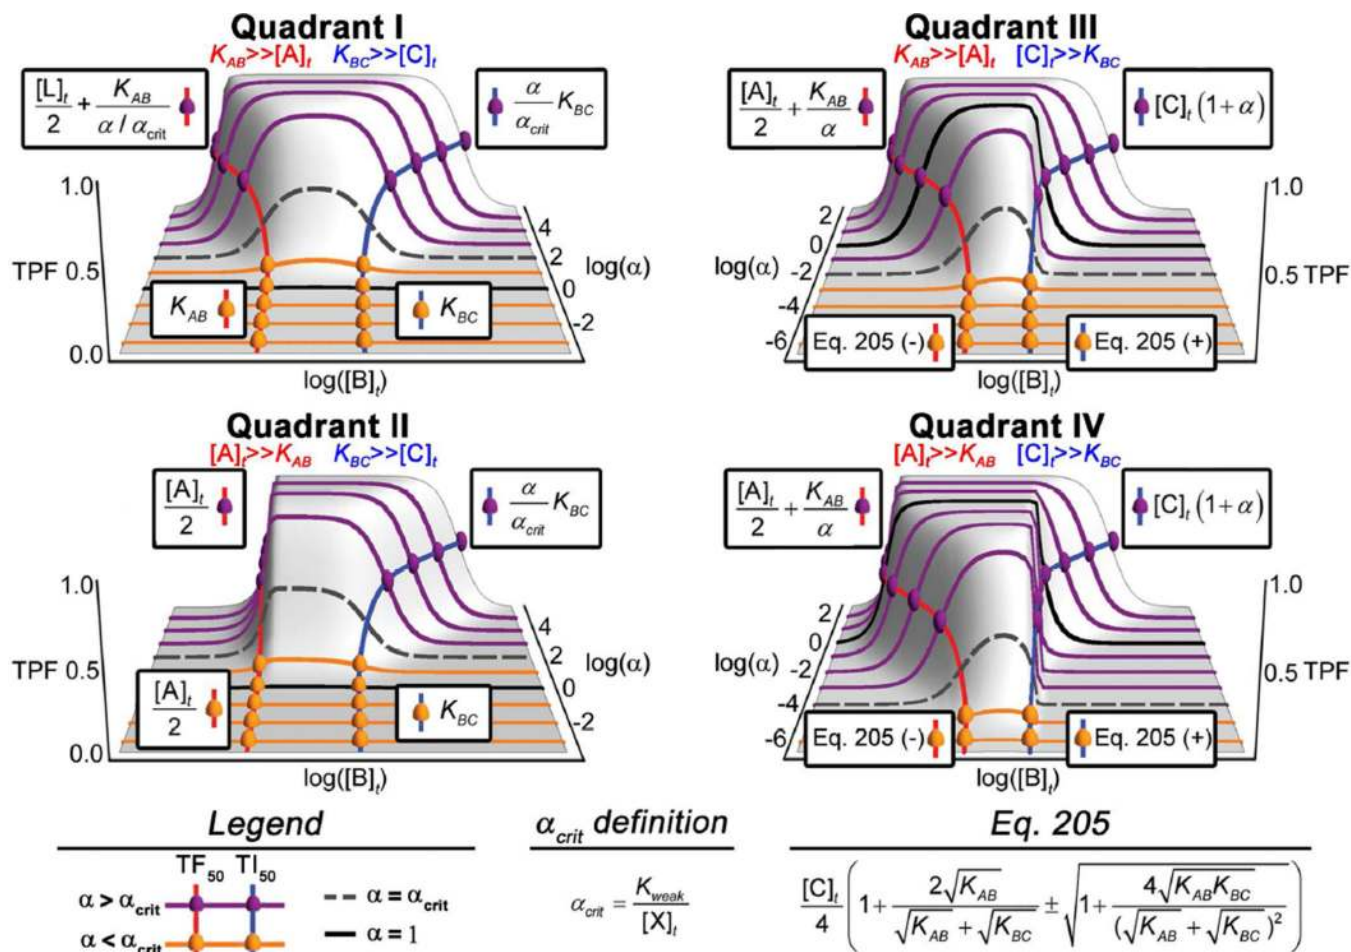 Quadrant I
K_AB>>[A]_t K_BC>>[C]_t
[L]_t/2 + K_AB/(α / α_crit)
α/α_crit K_BC
1.0
TPF 0.5
0.0
4
2
0
-2
log(α)
K_AB
K_BC
log([B]_t)
Quadrant III
K_AB>>[A]_t [C]_t>>K_BC
[A]_t/2 + K_AB/α
[C]_t(1+α)
2
0
-2
-4
-6
log(α)
1.0
0.5 TPF
Eq. 205 (-)
Eq. 205 (+)
log([B]_t)
Quadrant II
[A]_t>>K_AB K_BC>>[C]_t
[A]_t/2
α/α_crit K_BC
1.0
TPF 0.5
0.0
4
2
0
-2
log(α)
[A]_t/2
K_BC
log([B]_t)
Quadrant IV
[A]_t>>K_AB [C]_t>>K_BC
[A]_t/2 + K_AB/α
[C]_t(1+α)
2
0
-2
-4
-6
log(α)
1.0
0.5 TPF
Eq. 205 (-)
Eq. 205 (+)
log([B]_t)
Legend
TF_50 TI_50
α > α_crit
α < α_crit
α = α_crit
α = 1
α_crit definition
α_crit = K_weak/[X]_t
Eq. 205
[C]_t/4 (1 + 2√K_AB/(√K_AB + √K_BC) ± √(1 + 4√(K_AB K_BC)/(√K_AB + √K_BC)²))